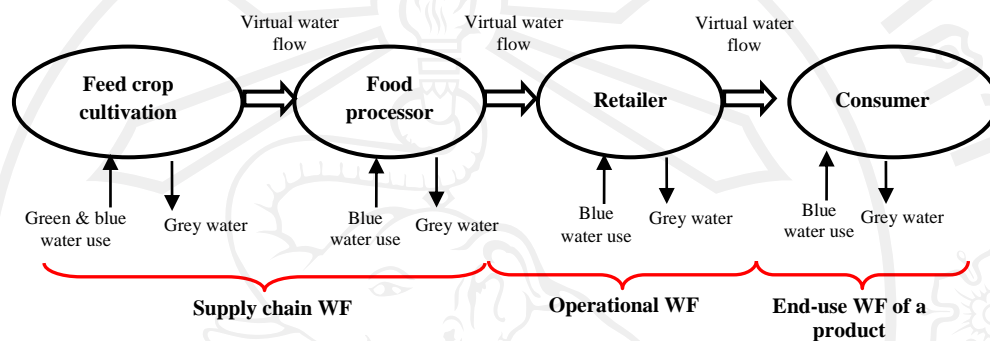 Virtual water
flow
Virtual water
flow
Virtual water
flow
Feed crop
cultivation
Food
processor
Retailer
Consumer
Green & blue
water use
Grey water
Blue
water use
Grey water
Blue
water use
Grey water
Blue
water use
Grey water
Supply chain WF
Operational WF
End-use WF of a
product